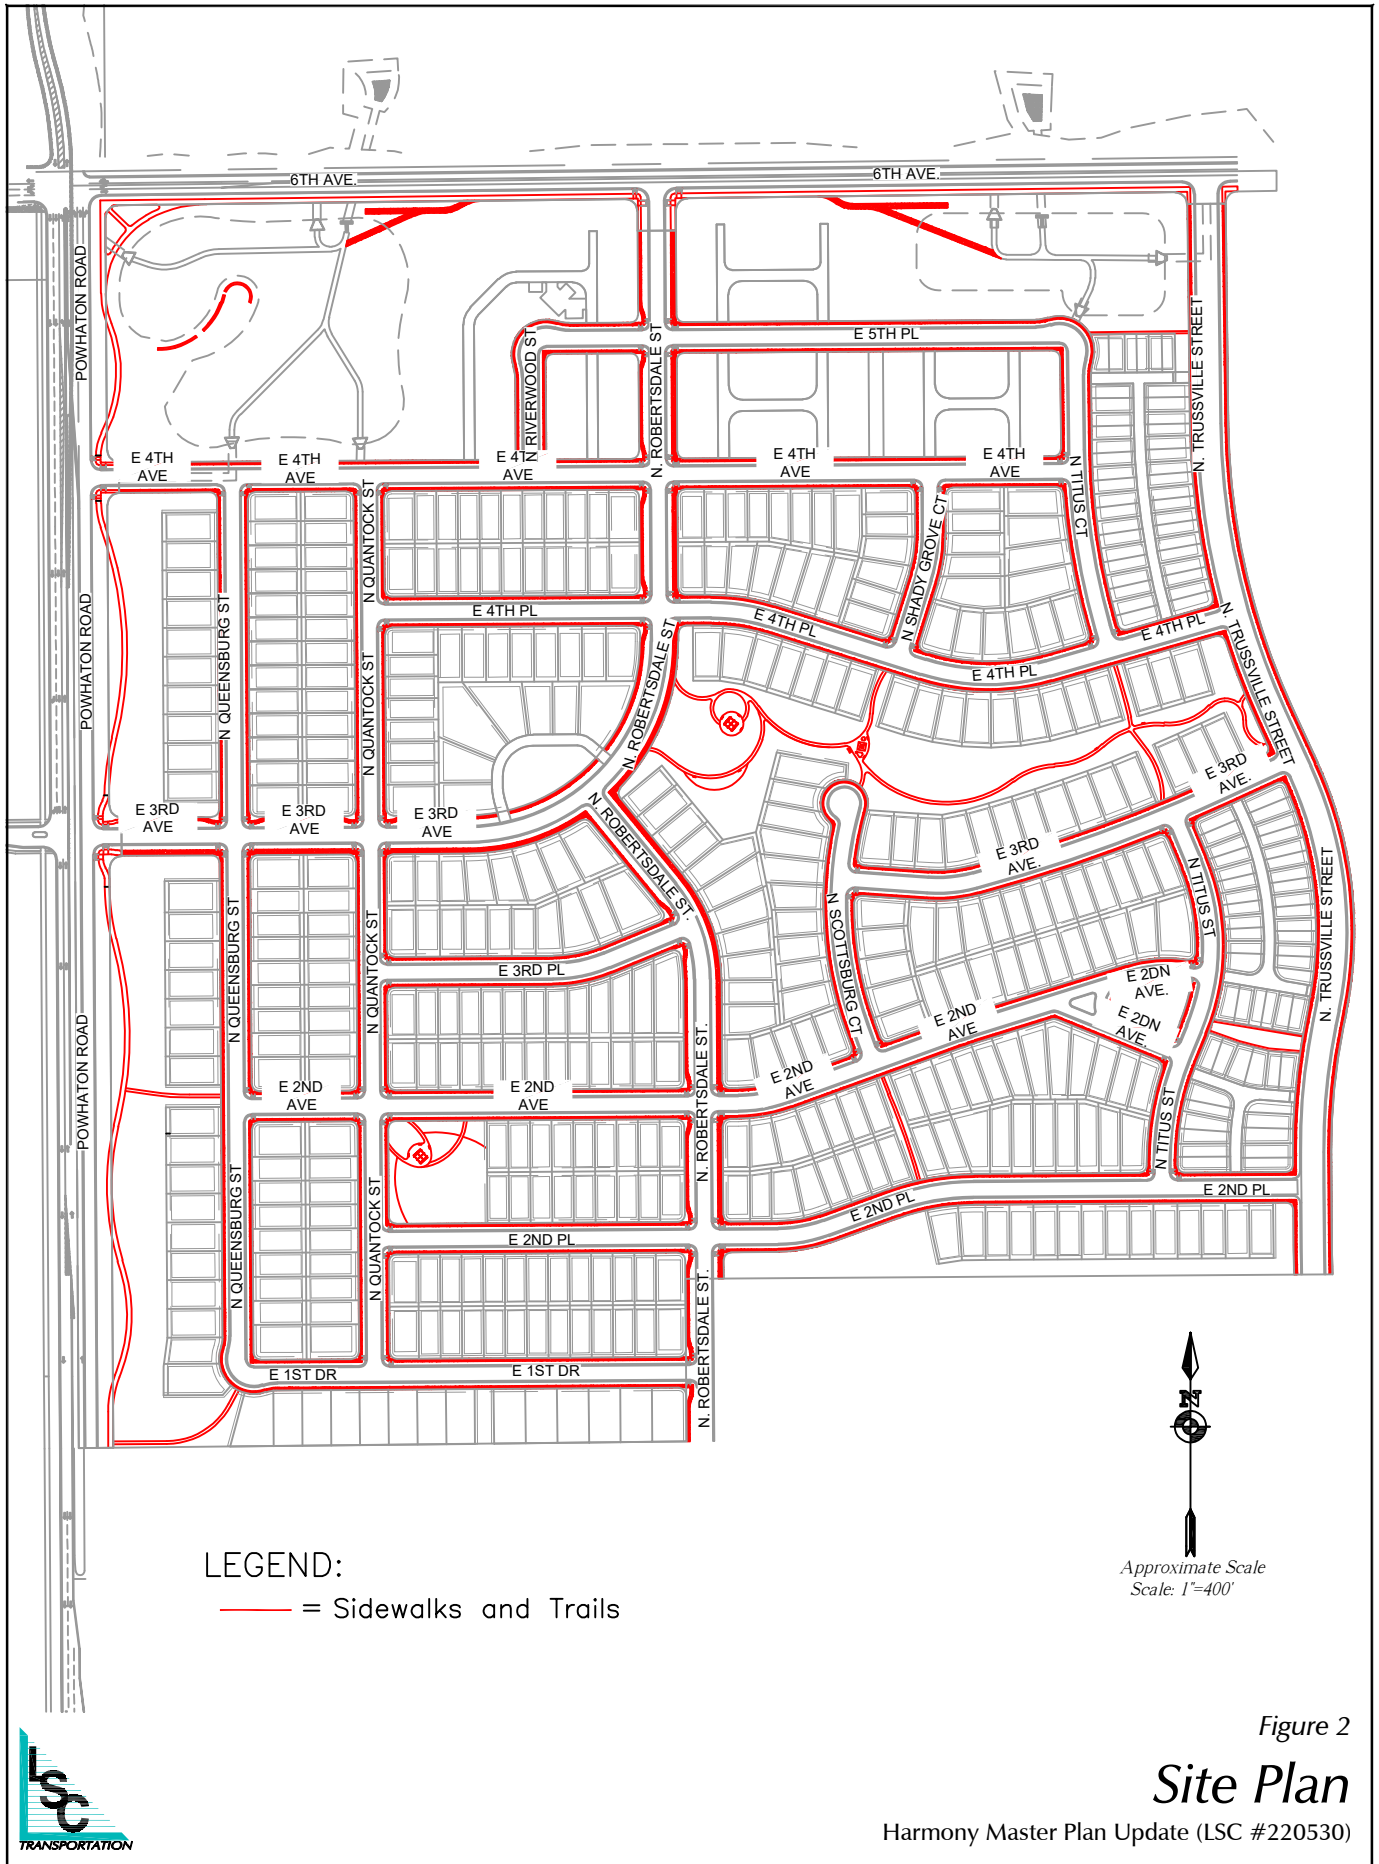 6TH AVE.
6TH AVE.
POWHATON ROAD
N RIVERWOOD ST
N. ROBERTSDALE ST
E 5TH PL
N. TRUSSVILLE STREET
E 4TH
AVE
E 4TH
AVE
E 4TH
AVE
E 4TH
AVE
E 4TH
AVE
N TITUS CT
N QUANTOCK ST
N SHADY GROVE CT
POWHATON ROAD
N QUEENSBURG ST
E 4TH PL
E 4TH PL
E 4TH PL
E 4TH PL
N. TRUSSVILLE STREET
N QUANTOCK ST
N. ROBERTSDALE ST.
E 3RD
AVE
E 3RD
AVE
E 3RD
AVE
N. ROBERTSDALE ST.
E 3RD
AVE.
E 3RD
AVE.
N TITUS ST
N. TRUSSVILLE STREET
N QUEENSBURG ST
N QUANTOCK ST
E 3RD PL
N SCOTTSBURG CT
E 2DN
AVE.
E 2ND
AVE
E 2DN
AVE.
POWHATON ROAD
N. ROBERTSDALE ST.
E 2ND
AVE
E 2ND
AVE
E 2ND
AVE
N TITUS ST
N QUEENSBURG ST
N QUANTOCK ST
E 2ND PL
E 2ND PL
E 2ND PL
N. ROBERTSDALE ST.
E 1ST DR
E 1ST DR
N
Approximate Scale
Scale: 1"=400'
LEGEND:
= Sidewalks and Trails
Figure 2
Site Plan
Harmony Master Plan Update (LSC #220530)
LSC
TRANSPORTATION